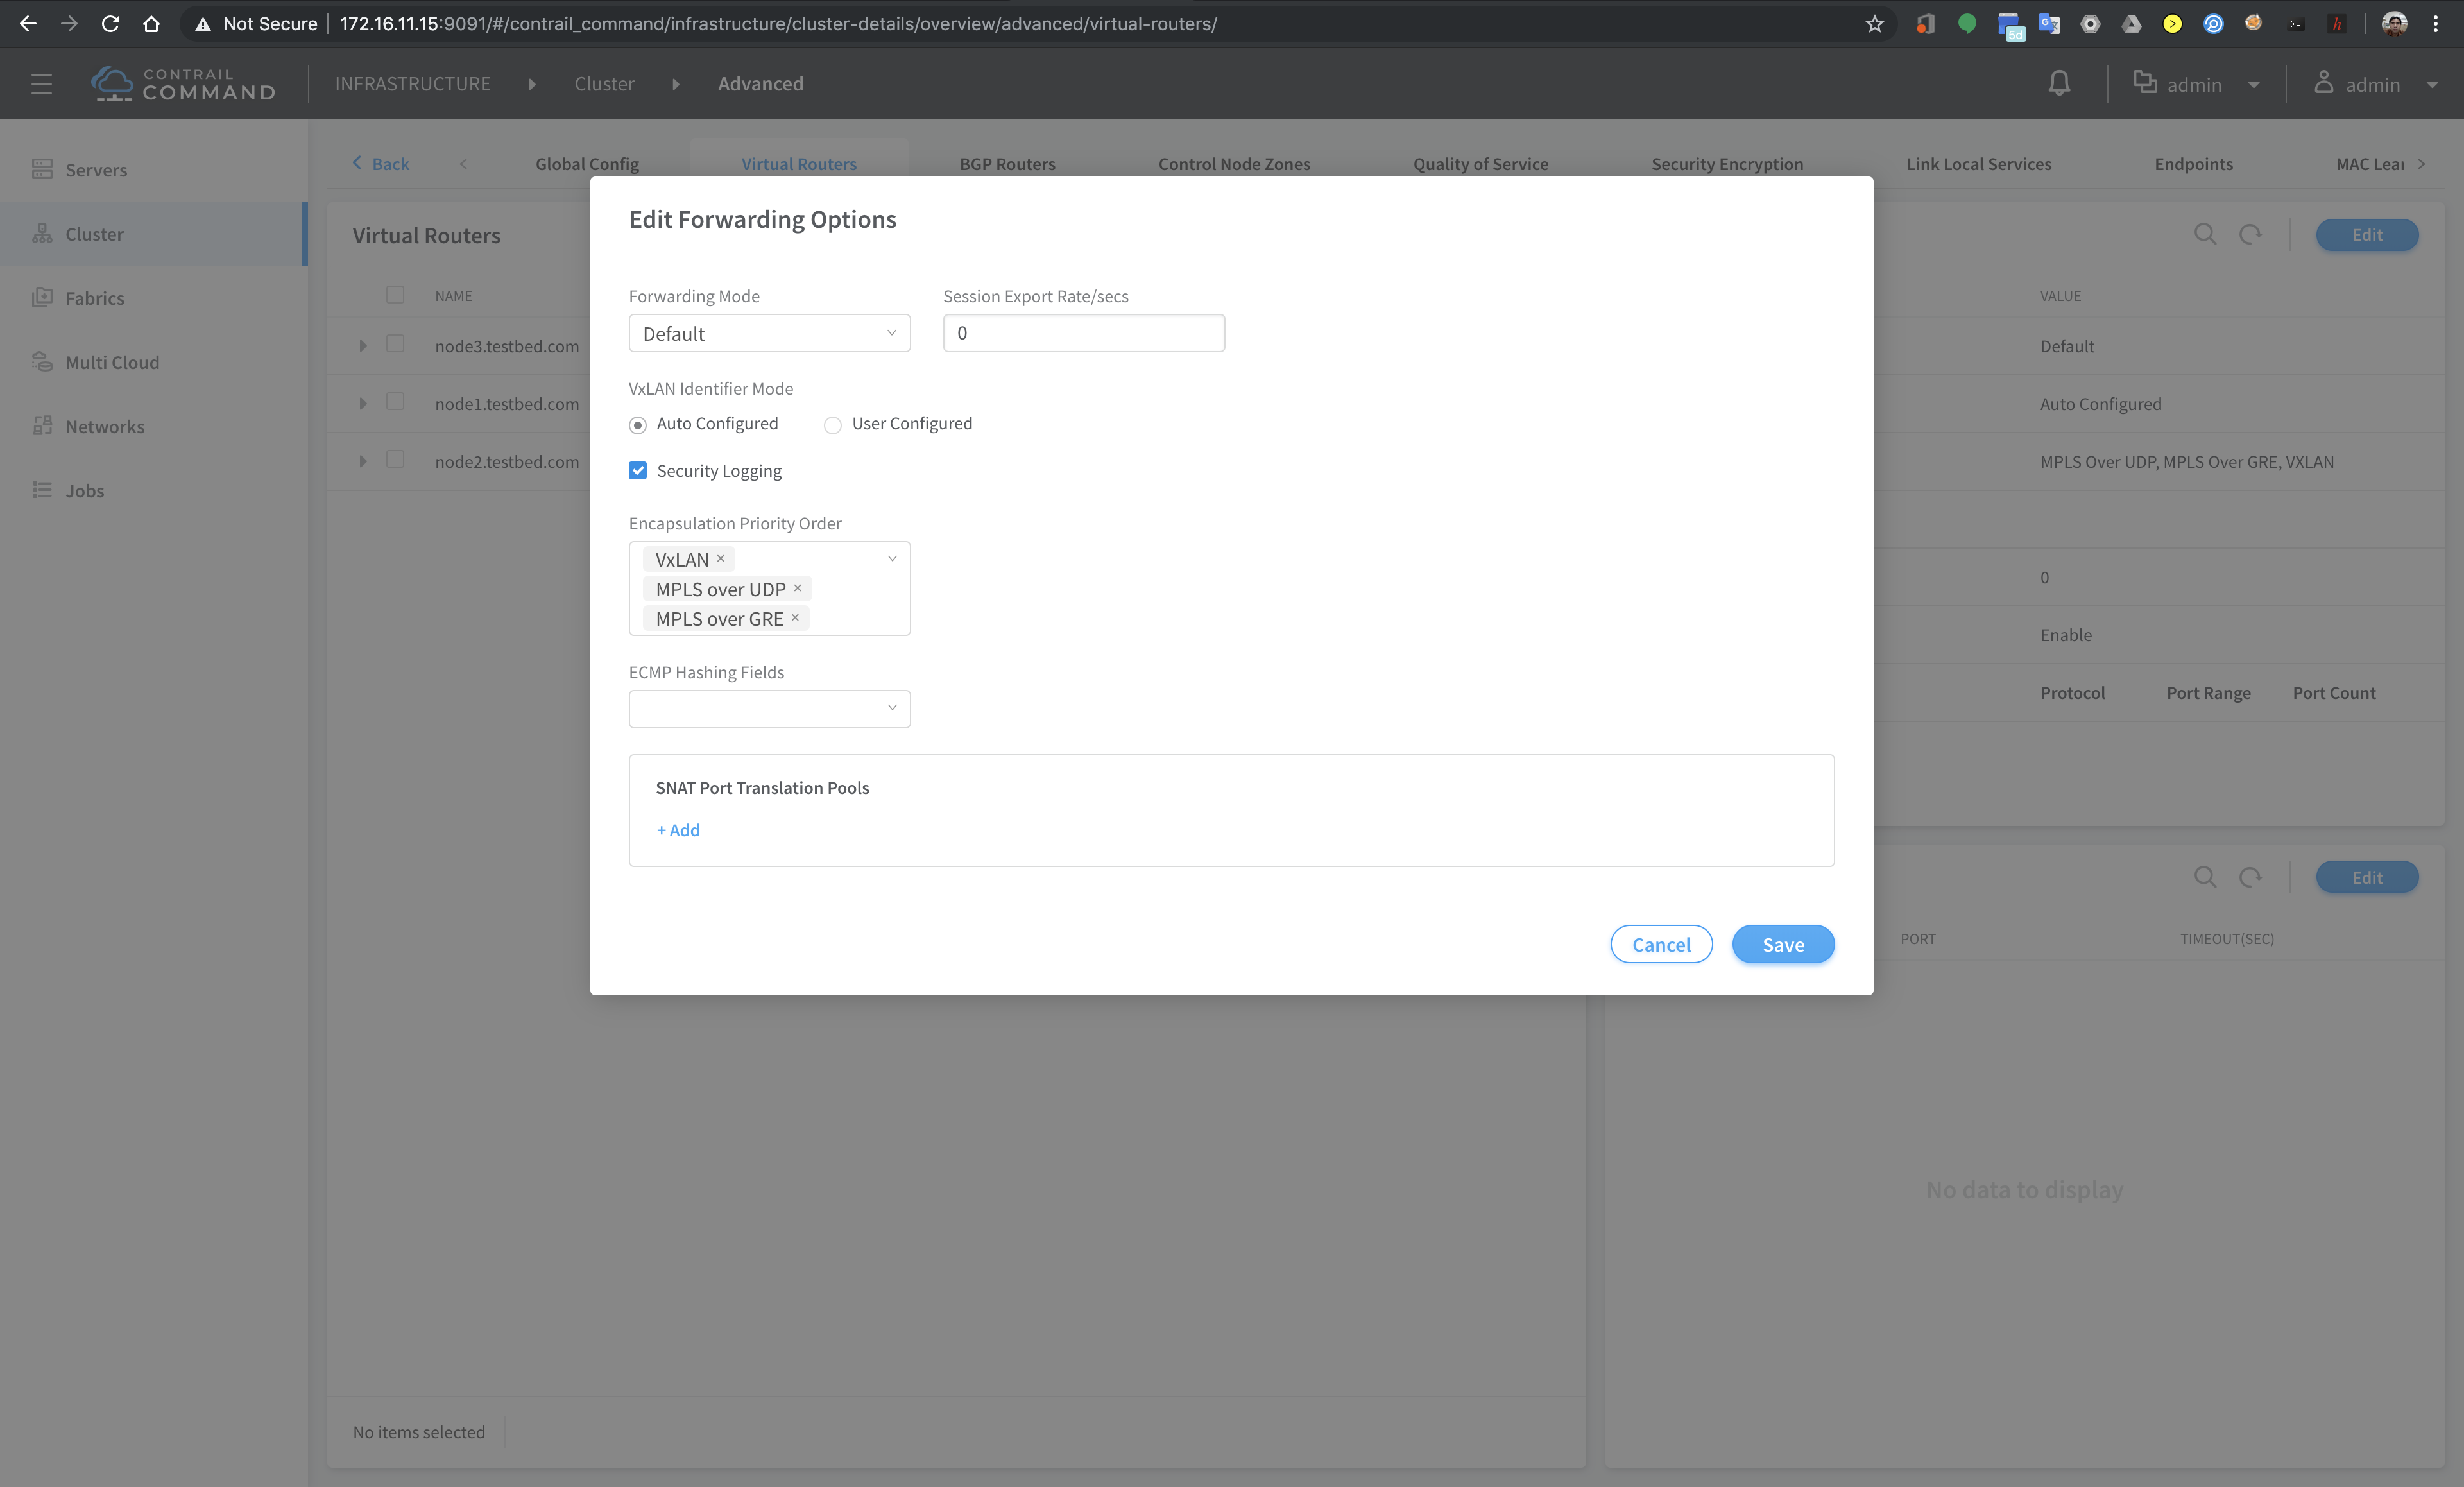 Not Secure | 172.16.11.15:9091/#/contrail_command/infrastructure/cluster-details/overview/advanced/virtual-routers/
5d
CONTRAIL
COMMAND
INFRASTRUCTURE Cluster Advanced
admin
admin
Servers
Cluster
Fabrics
Multi Cloud
Networks
Jobs
Back Global Config Virtual Routers BGP Routers Control Node Zones Quality of Service Security Encryption Link Local Services Endpoints MAC Lear
Virtual Routers
NAME
node3.testbed.com
node1.testbed.com
node2.testbed.com
No items selected
Edit Forwarding Options
Forwarding Mode Session Export Rate/secs
Default 0
VxLAN Identifier Mode
Auto Configured User Configured
Security Logging
Encapsulation Priority Order
VxLAN ×
MPLS over UDP ×
MPLS over GRE ×
ECMP Hashing Fields
SNAT Port Translation Pools
+ Add
Cancel Save
Edit
VALUE
Default
Auto Configured
MPLS Over UDP, MPLS Over GRE, VXLAN
0
Enable
Protocol Port Range Port Count
Edit
PORT TIMEOUT(SEC)
No data to display